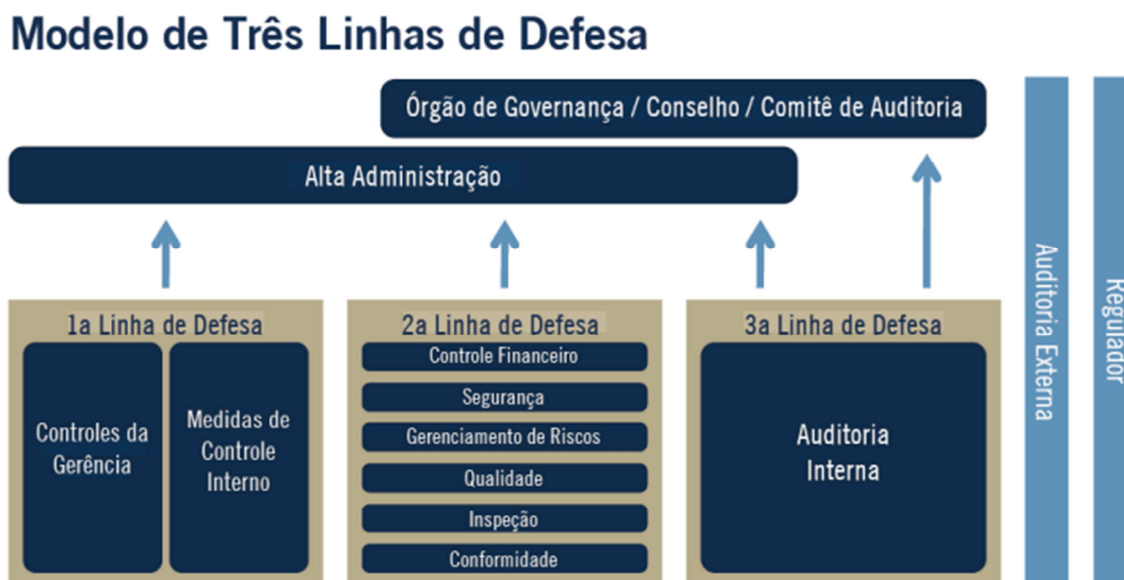 Modelo de Três Linhas de Defesa
Órgão de Governança / Conselho / Comitê de Auditoria
Alta Administração
1a Linha de Defesa
Controles da
Gerência
Medidas de
Controle
Interno
2a Linha de Defesa
Controle Financeiro
Segurança
Gerenciamento de Riscos
Qualidade
Inspeção
Conformidade
3a Linha de Defesa
Auditoria
Interna
Auditoria Externa
Regulador